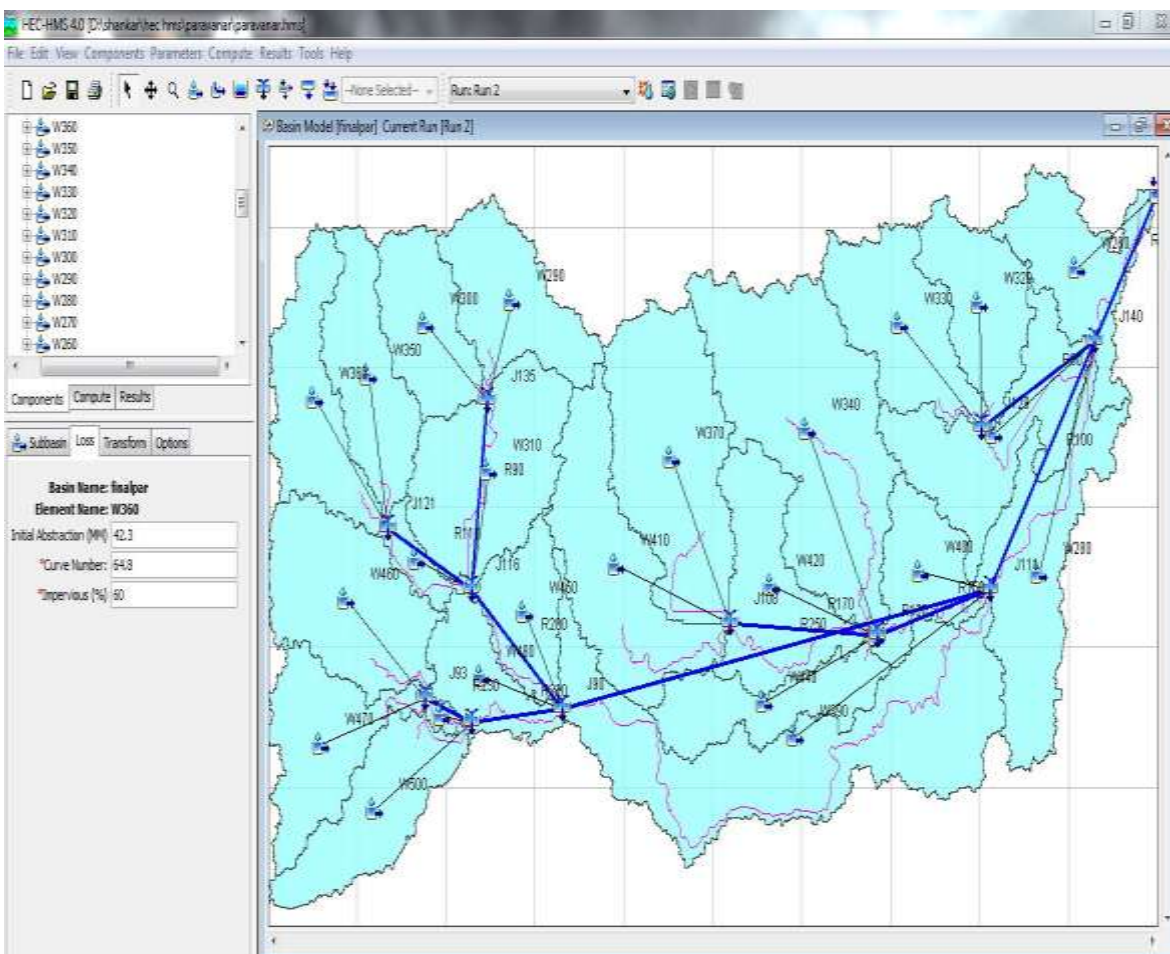 HEC-HMS 4.0 [D:\shankar\hec hms\paravanar\paravanar.hms]
File Edit View Components Parameters Compute Results Tools Help
--None Selected-- Run: Run 2
W360
W350
W340
W330
W320
W310
W300
W290
W280
W270
W260
Components Compute Results
Subbasin Loss Transform Options
Basin Name: finalpar
Element Name: W360
Initial Abstraction (MM) 42.3
*Curve Number: 64.8
*Impervious (%) 60
Basin Model [finalpar] Current Run [Run 2]
W290
W300
W320
W330
J140
W350
J135
W340
W310
W370
R90
R100
J121
W410
W420
W400
J116
W460
W280
R170
R250
W480
J93
J90
W470
W500